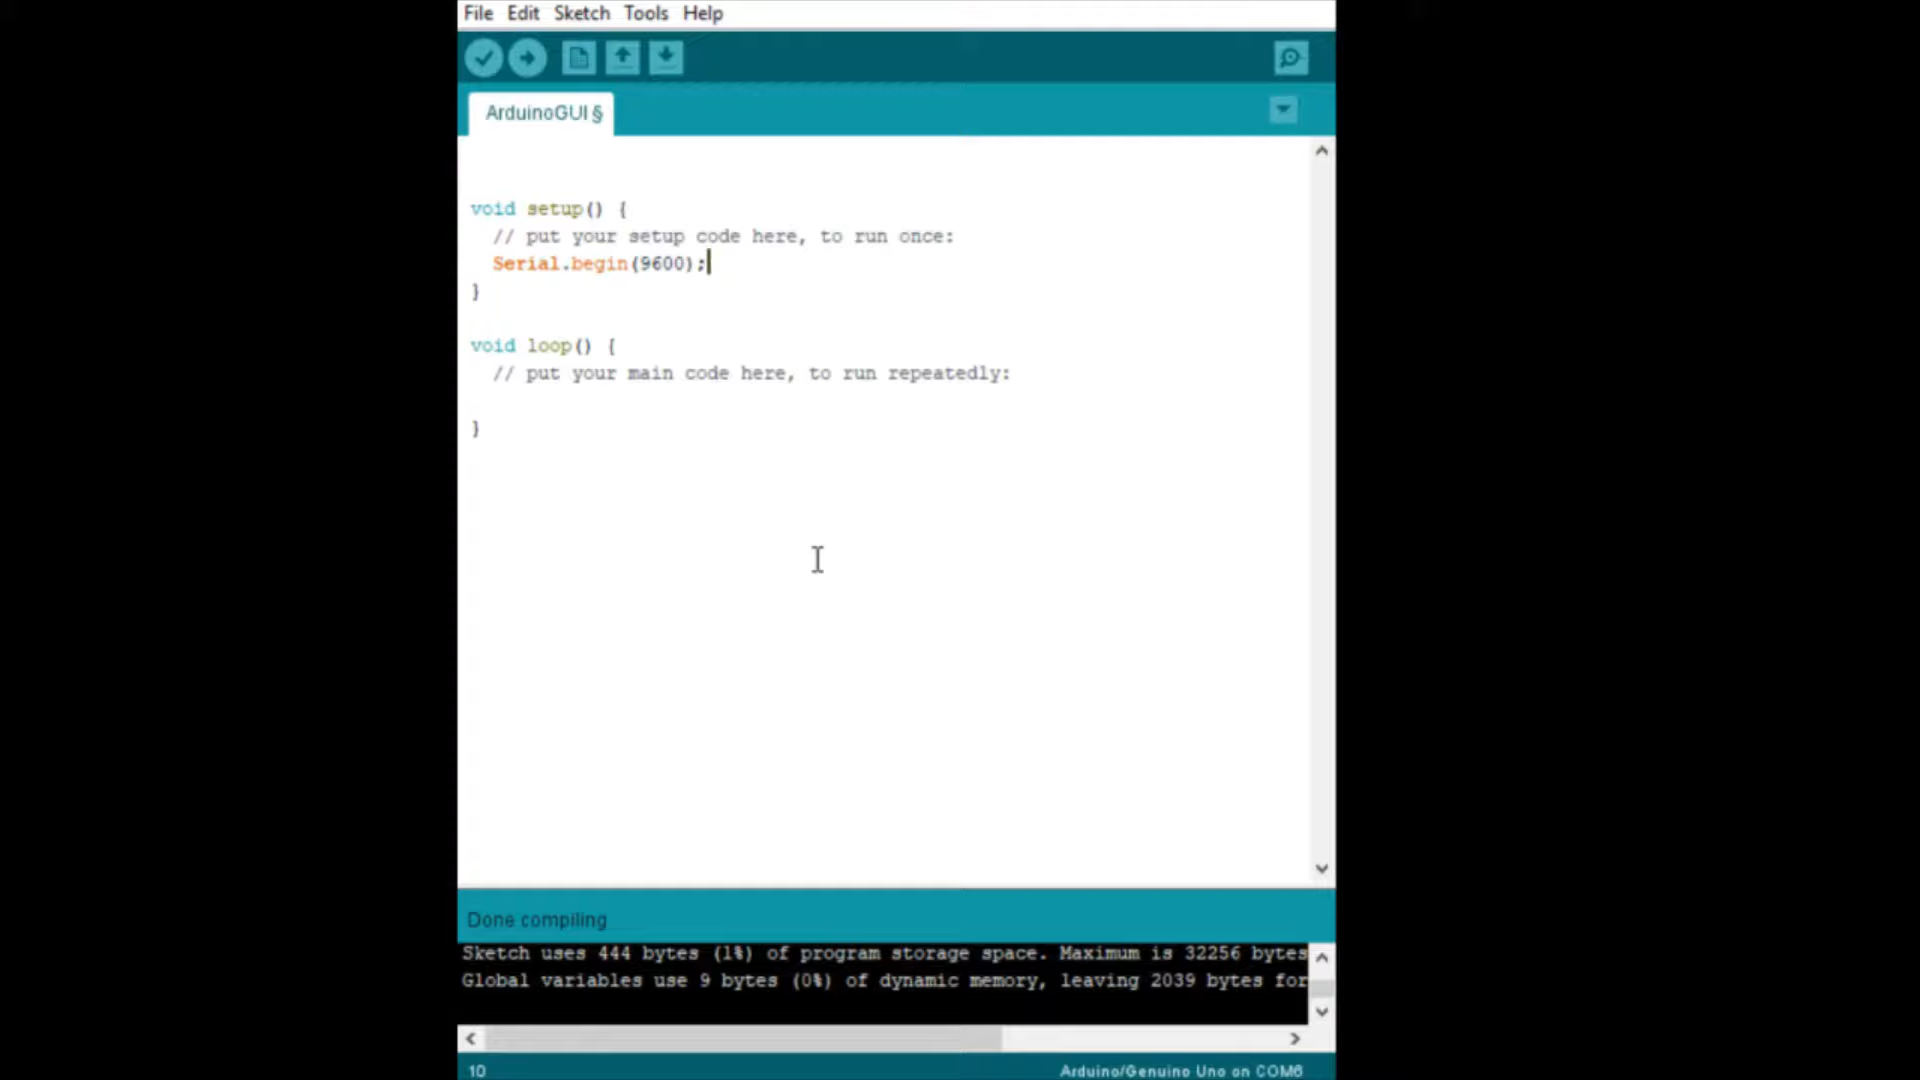 File Edit Sketch Tools Help
ArduinoGUI §
void setup() {
// put your setup code here, to run once:
Serial.begin(9600);
}
void loop() {
// put your main code here, to run repeatedly:
}
Done compiling
Sketch uses 444 bytes (1%) of program storage space. Maximum is 32256 bytes
Global variables use 9 bytes (0%) of dynamic memory, leaving 2039 bytes for
10 Arduino/Genuino Uno on COM6